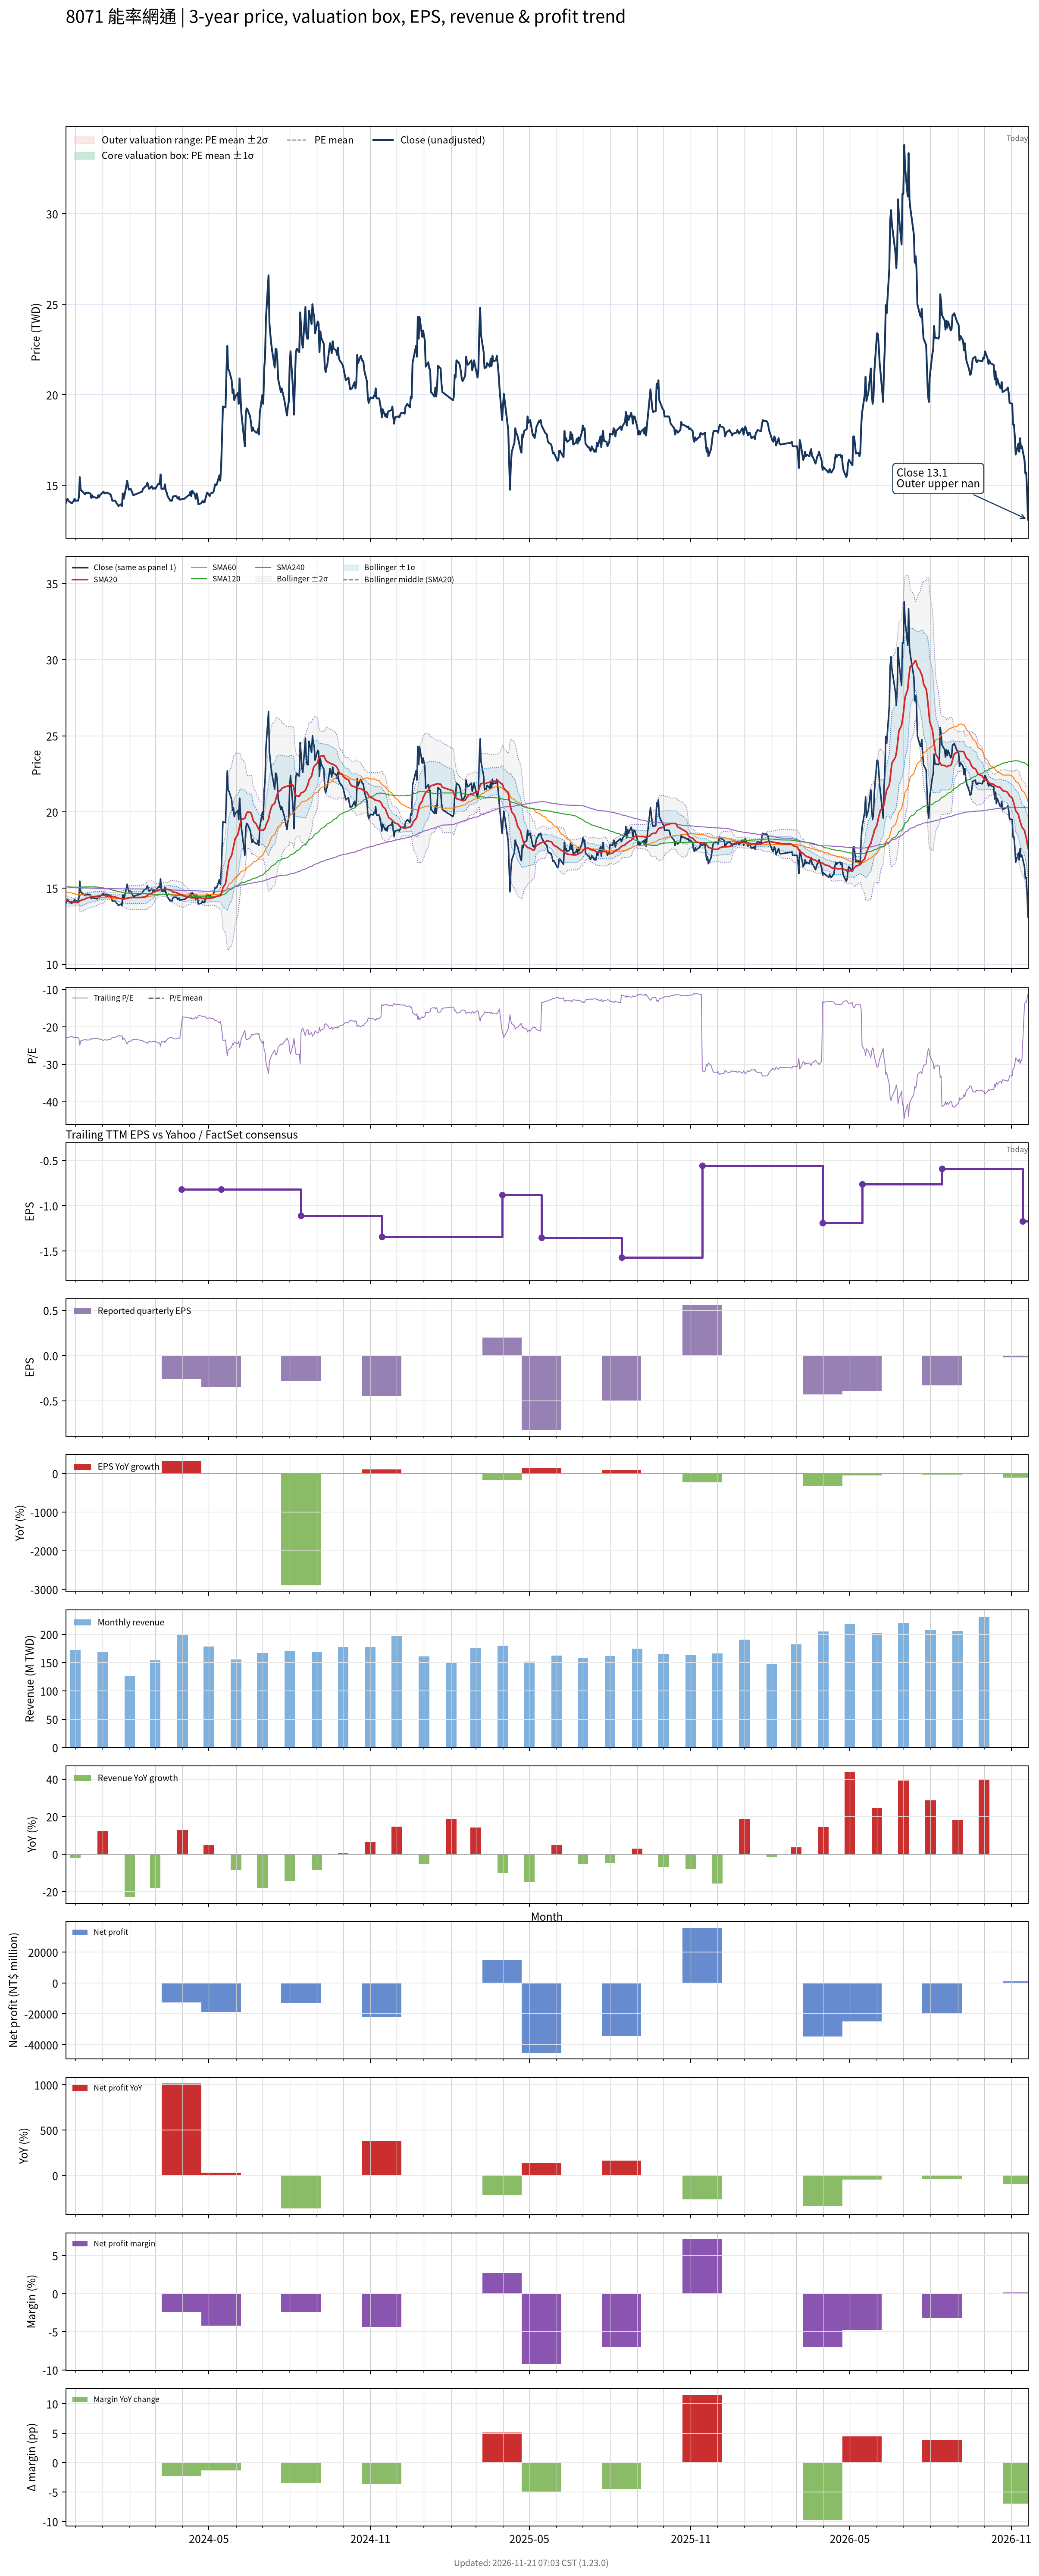 8071 能率網通 | 3-year price, valuation box, EPS, revenue & profit trend
Outer valuation range: PE mean ±2σ
PE mean
Close (unadjusted)
Core valuation box: PE mean ±1σ
Today
Price (TWD)
30
25
20
15
Close 13.1
Outer upper nan
Close (same as panel 1)
SMA60
SMA240
Bollinger ±1σ
SMA20
SMA120
Bollinger ±2σ
Bollinger middle (SMA20)
Price
35
30
25
20
15
10
Trailing P/E
P/E mean
P/E
-10
-20
-30
-40
Trailing TTM EPS vs Yahoo / FactSet consensus
Today
EPS
-0.5
-1.0
-1.5
Reported quarterly EPS
EPS
0.5
0.0
-0.5
EPS YoY growth
YoY (%)
0
-1000
-2000
-3000
Monthly revenue
Revenue (M TWD)
200
150
100
50
0
Revenue YoY growth
YoY (%)
40
20
0
-20
Month
Net profit
Net profit (NT$ million)
20000
0
-20000
-40000
Net profit YoY
YoY (%)
1000
500
0
Net profit margin
Margin (%)
5
0
-5
-10
Margin YoY change
Δ margin (pp)
10
5
0
-5
-10
2024-05
2024-11
2025-05
2025-11
2026-05
2026-11
Updated: 2026-11-21 07:03 CST (1.23.0)